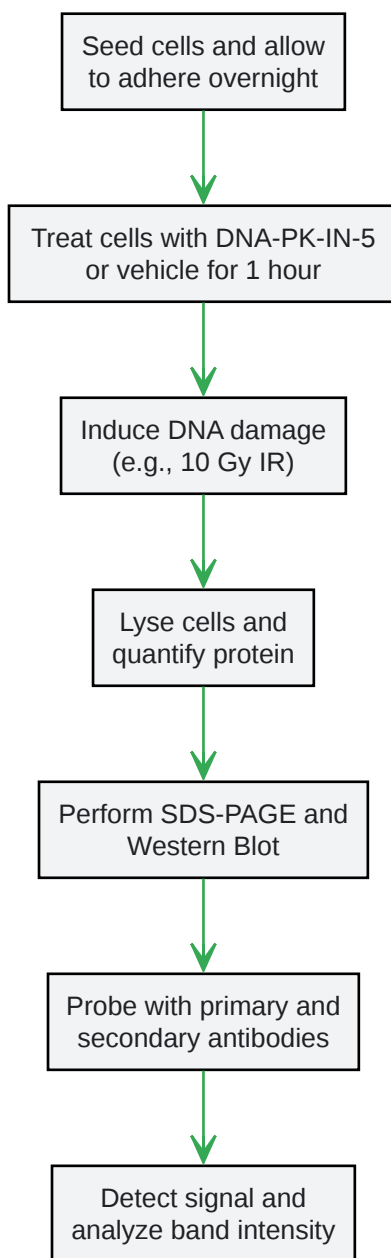 Seed cells and allow
to adhere overnight
Treat cells with DNA-PK-IN-5
or vehicle for 1 hour
Induce DNA damage
(e.g., 10 Gy IR)
Lyse cells and
quantify protein
Perform SDS-PAGE and
Western Blot
Probe with primary and
secondary antibodies
Detect signal and
analyze band intensity